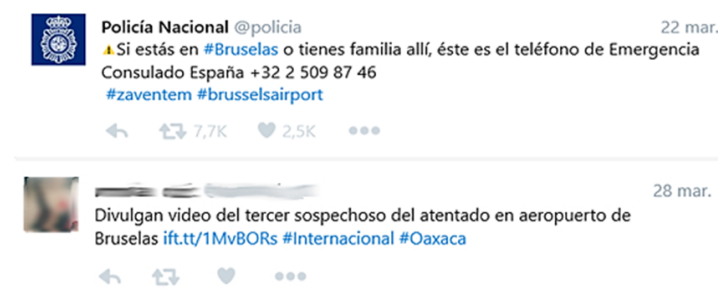 Policía Nacional @policia 22 mar.
Si estás en #Bruselas o tienes familia allí, éste es el teléfono de Emergencia
Consulado España +32 2 509 87 46
#zaventem #brusselsairport
7,7K 2,5K
28 mar.
Divulgan video del tercer sospechoso del atentado en aeropuerto de
Bruselas ift.tt/1MvBORs #Internacional #Oaxaca